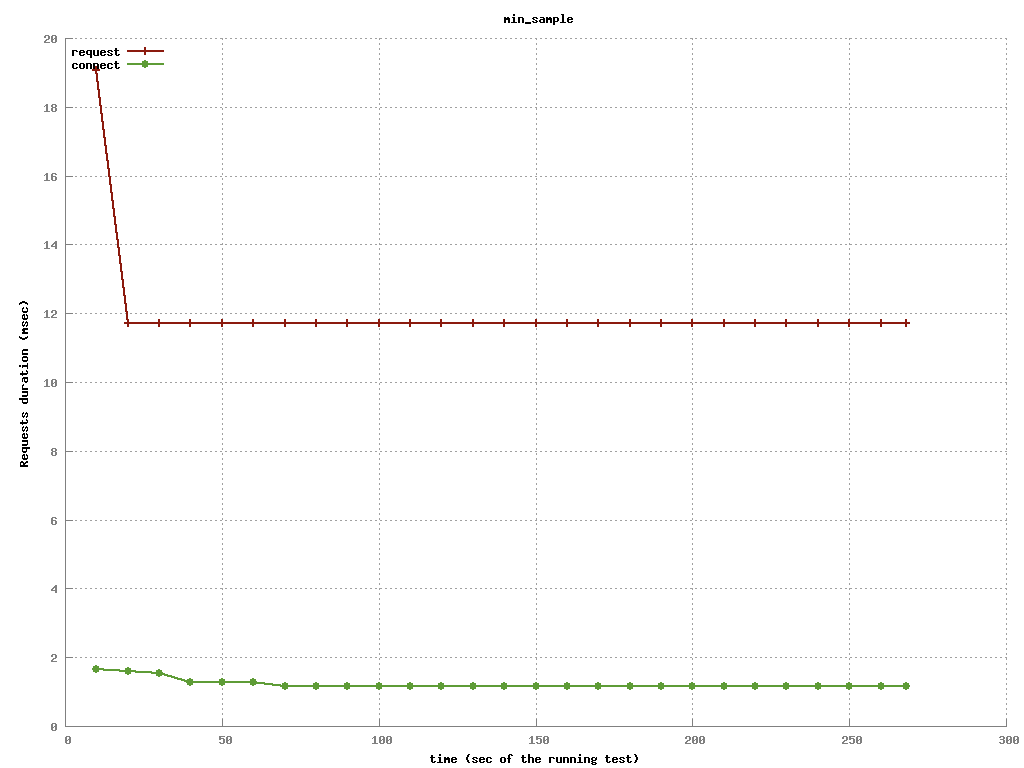 min_sample
20
request
connect
18
16
14
12
10
8
6
4
2
0
Requests duration (msec)
0 50 100 150 200 250 300
time (sec of the running test)